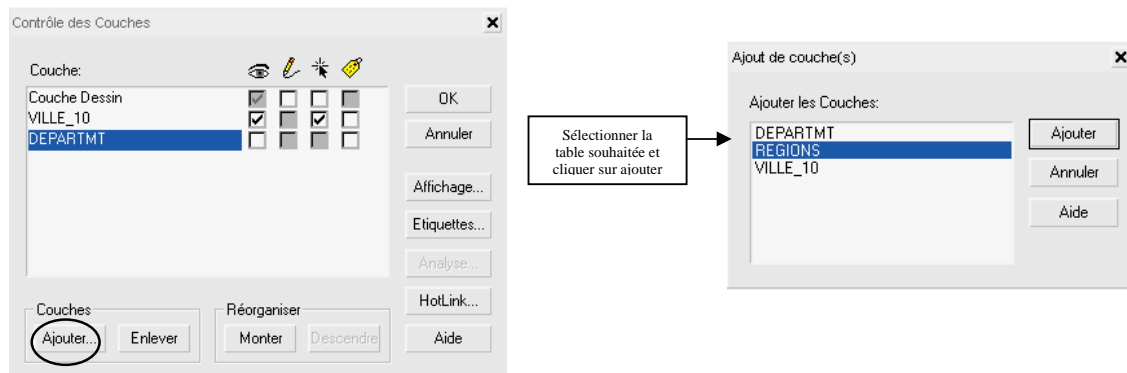 Contrôle des Couches
Couche:
Couche Dessin
VILLE_10
DEPARTMT
OK
Annuler
Affichage...
Etiquettes...
Analyse...
HotLink...
Aide
Couches
Ajouter...
Enlever
Réorganiser
Monter
Descendre
Sélectionner la
table souhaitée et
cliquer sur ajouter
Ajout de couche(s)
Ajouter les Couches:
DEPARTMT
REGIONS
VILLE_10
Ajouter
Annuler
Aide